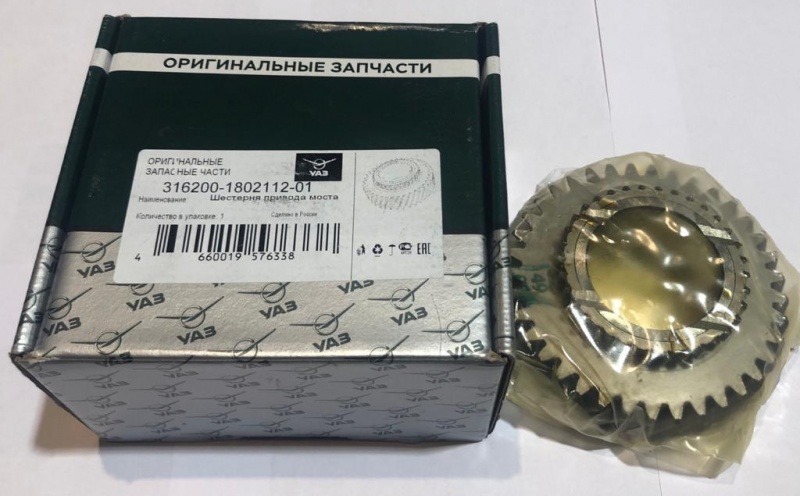 ОРИГИНАЛЬНЫЕ ЗАПЧАСТИ
ОРИГИНАЛЬНЫЕ
ЗАПАСНЫЕ ЧАСТИ
УАЗ
316200-1802112-01
Наименование Шестерня привода моста
Количество в упаковке: 1 Сделано в России
4 660019 576338
EAC
УАЗ
УАЗ
УАЗ
УАЗ
УАЗ
УАЗ